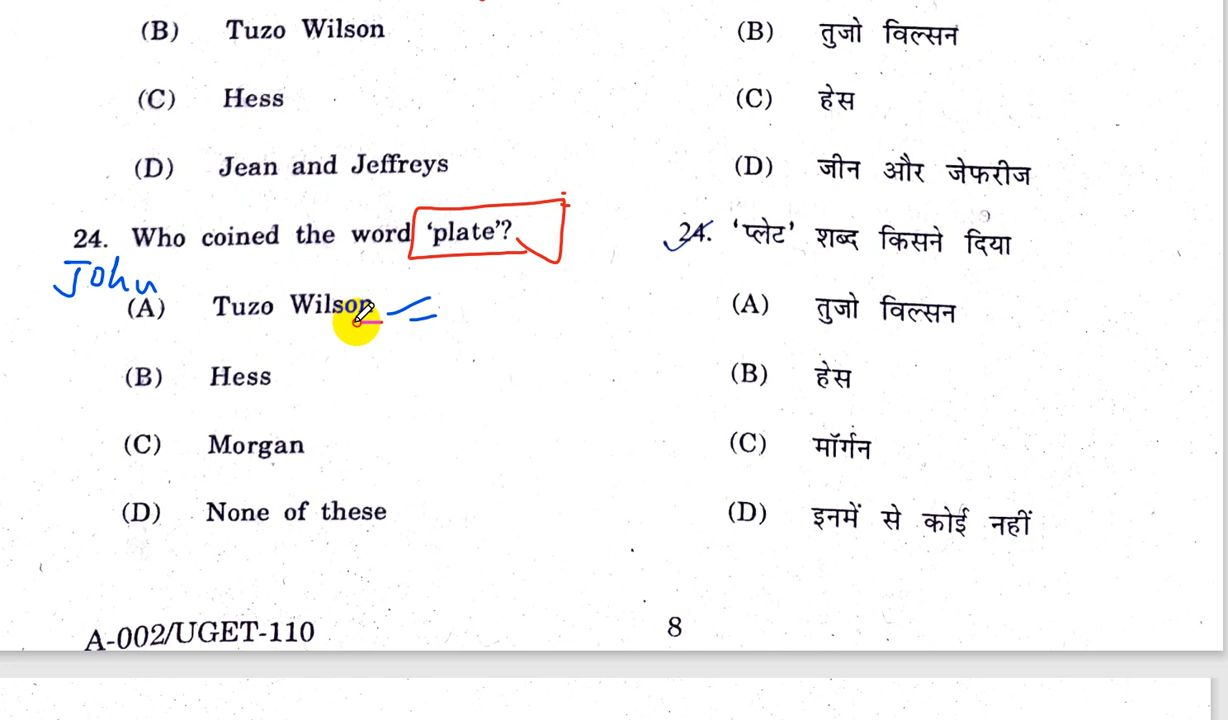 (B) Tuzo Wilson
(C) Hess
(D) Jean and Jeffreys
24. Who coined the word 'plate'?
John
(A) Tuzo Wilson
(B) Hess
(C) Morgan
(D) None of these
A-002/UGET-110
(B) तुजो विल्सन
(C) हेस
(D) जीन और जेफरीज
24. 'प्लेट' शब्द किसने दिया
(A) तुजो विल्सन
(B) हेस
(C) मॉर्गन
(D) इनमें से कोई नहीं
8